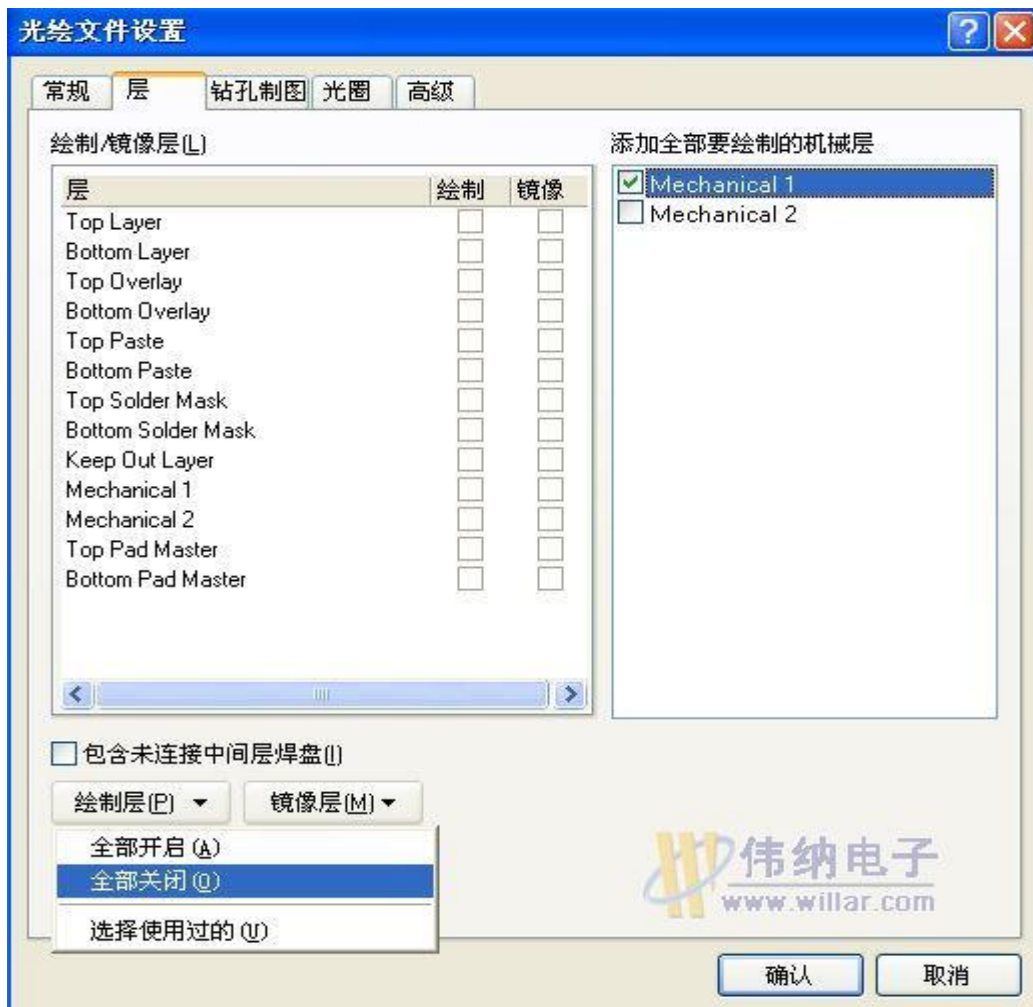 光绘文件设置
常规 层 钻孔制图 光圈 高级
绘制/镜像层(L)
层 绘制 镜像
Top Layer
Bottom Layer
Top Overlay
Bottom Overlay
Top Paste
Bottom Paste
Top Solder Mask
Bottom Solder Mask
Keep Out Layer
Mechanical 1
Mechanical 2
Top Pad Master
Bottom Pad Master
添加全部要绘制的机械层
Mechanical 1
Mechanical 2
包含未连接中间层焊盘(I)
绘制层(P) 镜像层(M)
全部开启(A)
全部关闭(O)
选择使用过的(U)
伟纳电子
www.willar.com
确认 取消